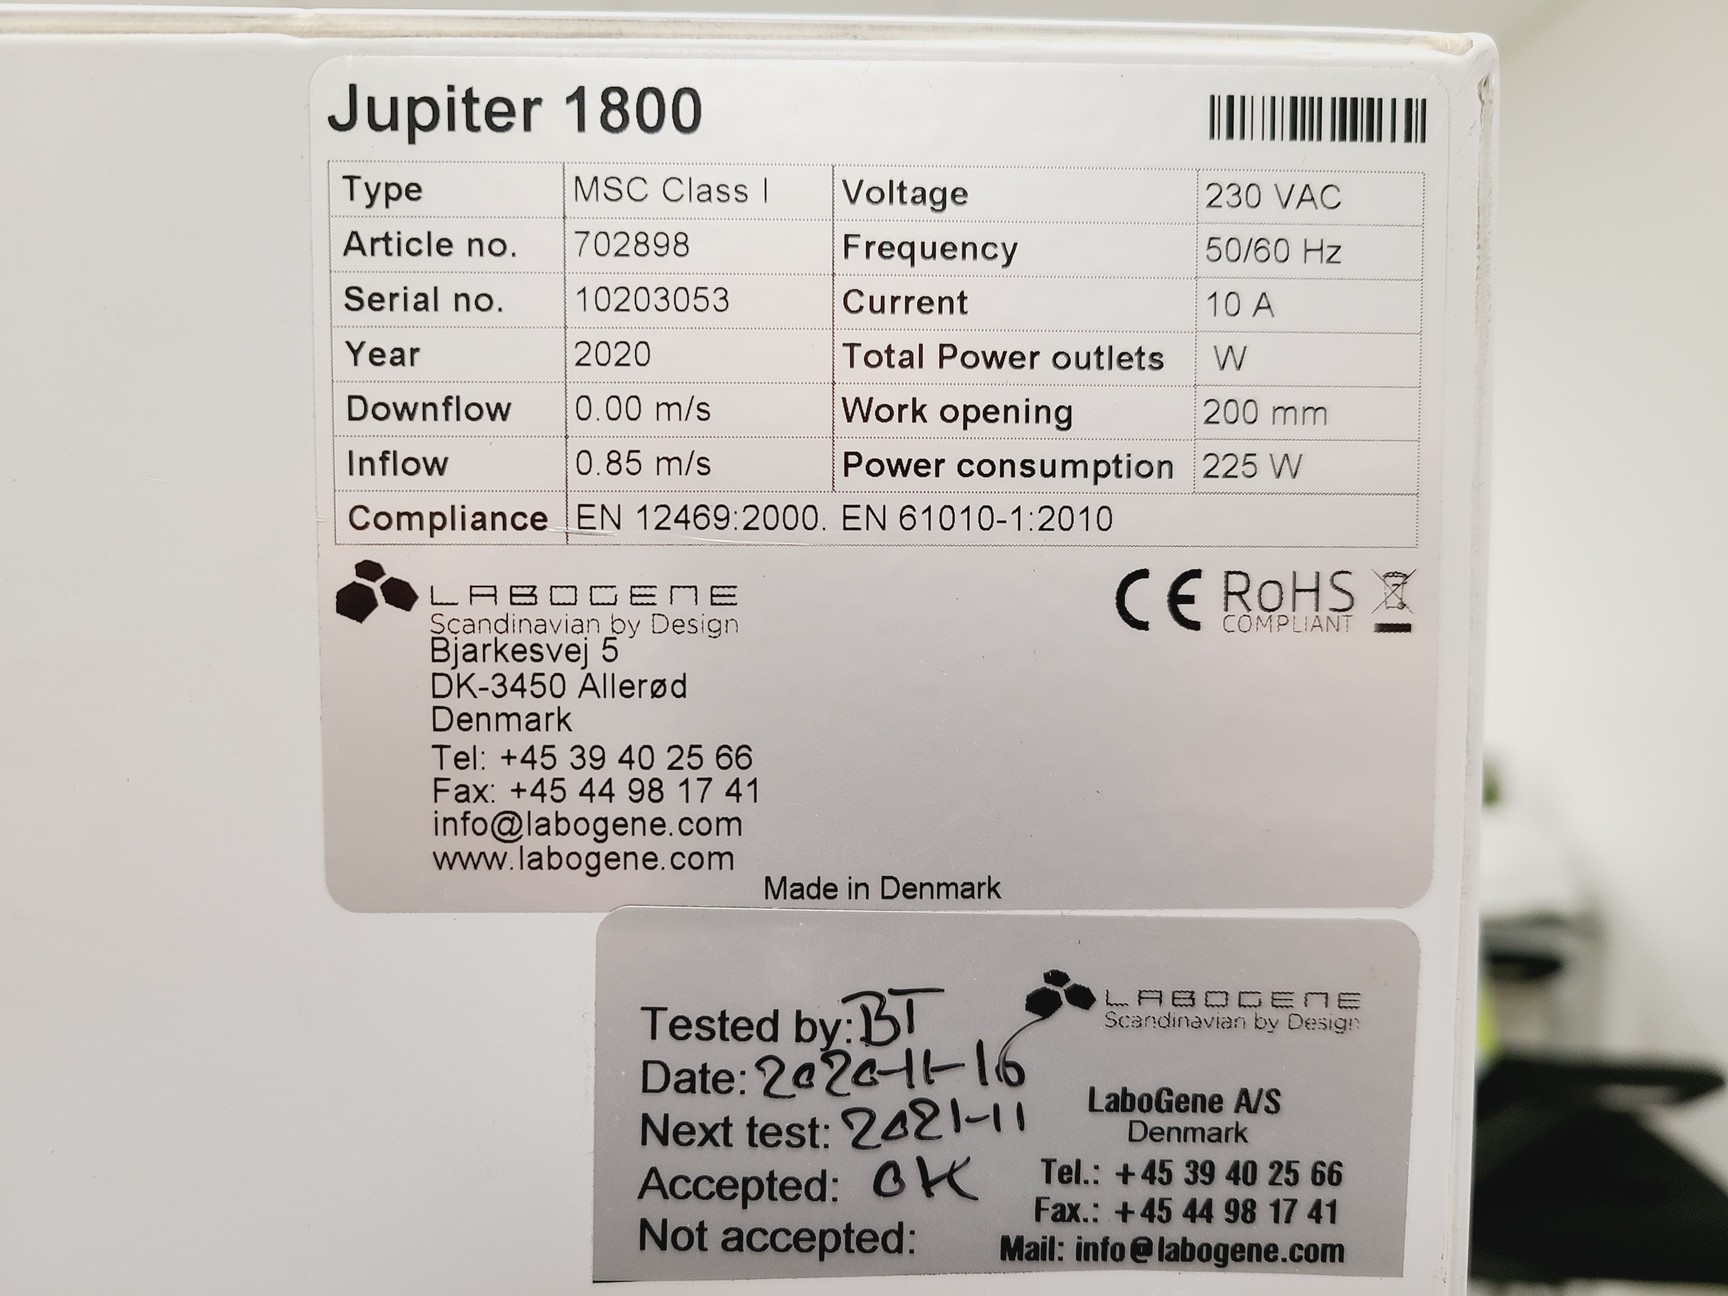 Jupiter 1800
Type MSC Class I Voltage 230 VAC
Article no. 702898 Frequency 50/60 Hz
Serial no. 10203053 Current 10 A
Year 2020 Total Power outlets W
Downflow 0.00 m/s Work opening 200 mm
Inflow 0.85 m/s Power consumption 225 W
Compliance EN 12469:2000. EN 61010-1:2010
LABOGENE
Scandinavian by Design
CE RoHS
COMPLIANT
Bjarkesvej 5
DK-3450 Allerød
Denmark
Tel: +45 39 40 25 66
Fax: +45 44 98 17 41
info@labogene.com
www.labogene.com
Made in Denmark
Tested by: BT
Date: 2020-11-16
Next test: 2021-11
Accepted: OK
Not accepted:
LABOGENE
Scandinavian by Design
LaboGene A/S
Denmark
Tel.: +45 39 40 25 66
Fax.: +45 44 98 17 41
Mail: info@labogene.com